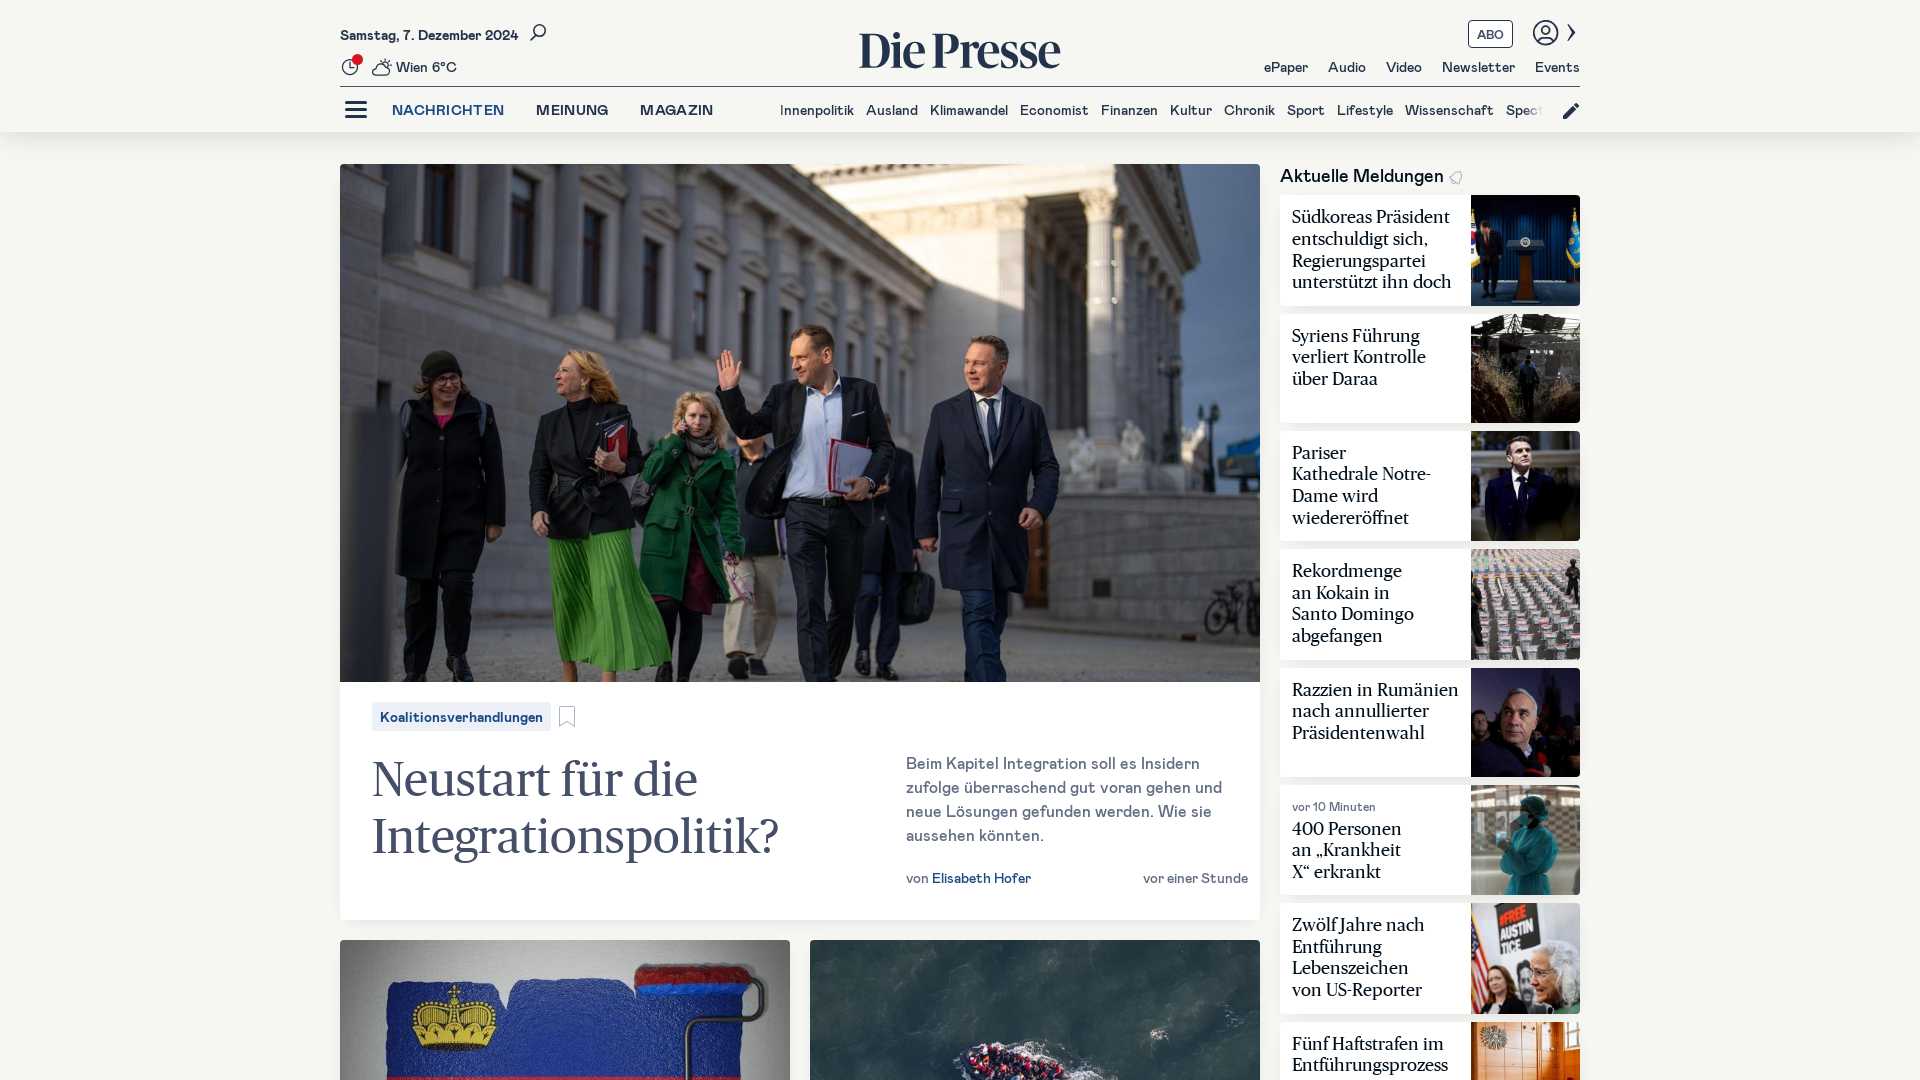 Samstag, 7. Dezember 2024
Die Presse
ABO
Wien 6°C
ePaper Audio Video Newsletter Events
NACHRICHTEN MEINUNG MAGAZIN
Innenpolitik Ausland Klimawandel Economist Finanzen Kultur Chronik Sport Lifestyle Wissenschaft
Koalitionsverhandlungen
Neustart für die
Integrationspolitik?
Beim Kapitel Integration soll es Insidern
zufolge überraschend gut voran gehen und
neue Lösungen gefunden werden. Wie sie
aussehen könnten.
von Elisabeth Hofer
vor einer Stunde
Aktuelle Meldungen
Südkoreas Präsident
entschuldigt sich,
Regierungspartei
unterstützt ihn doch
Syriens Führung
verliert Kontrolle
über Daraa
Pariser
Kathedrale Notre-
Dame wird
wiedereröffnet
Rekordmenge
an Kokain in
Santo Domingo
abgefangen
Razzien in Rumänien
nach annullierter
Präsidentenwahl
vor 10 Minuten
400 Personen
an „Krankheit
X“ erkrankt
Zwölf Jahre nach
Entführung
Lebenszeichen
von US-Reporter
#FREE
AUSTIN
TICE
Fünf Haftstrafen im
Entführungsprozess